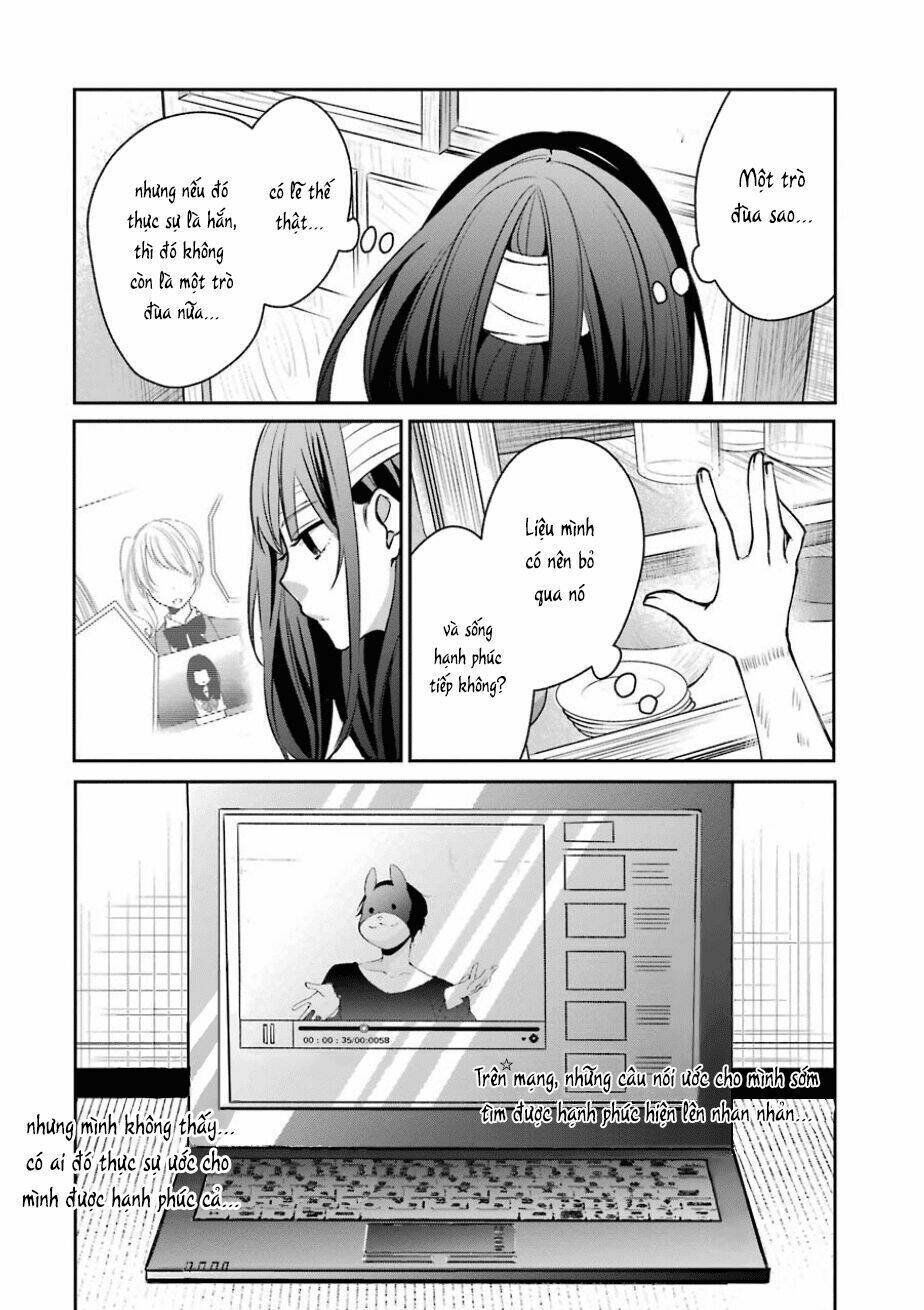 Một trò
đùa sao...
có lẽ thế
thật...
nhưng nếu đó
thực sự là hắn,
thì đó không
còn là một trò
đùa nữa...
Liệu mình
có nên bỏ
qua nó
và sống
hạnh phúc
tiếp không?
00 : 00 : 35/00:0058
Trên mạng, những câu nói ước cho mình sớm
tìm được hạnh phúc hiện lên nhan nhản...
nhưng mình không thấy...
có ai đó thực sự ước cho
mình được hạnh phúc cả...